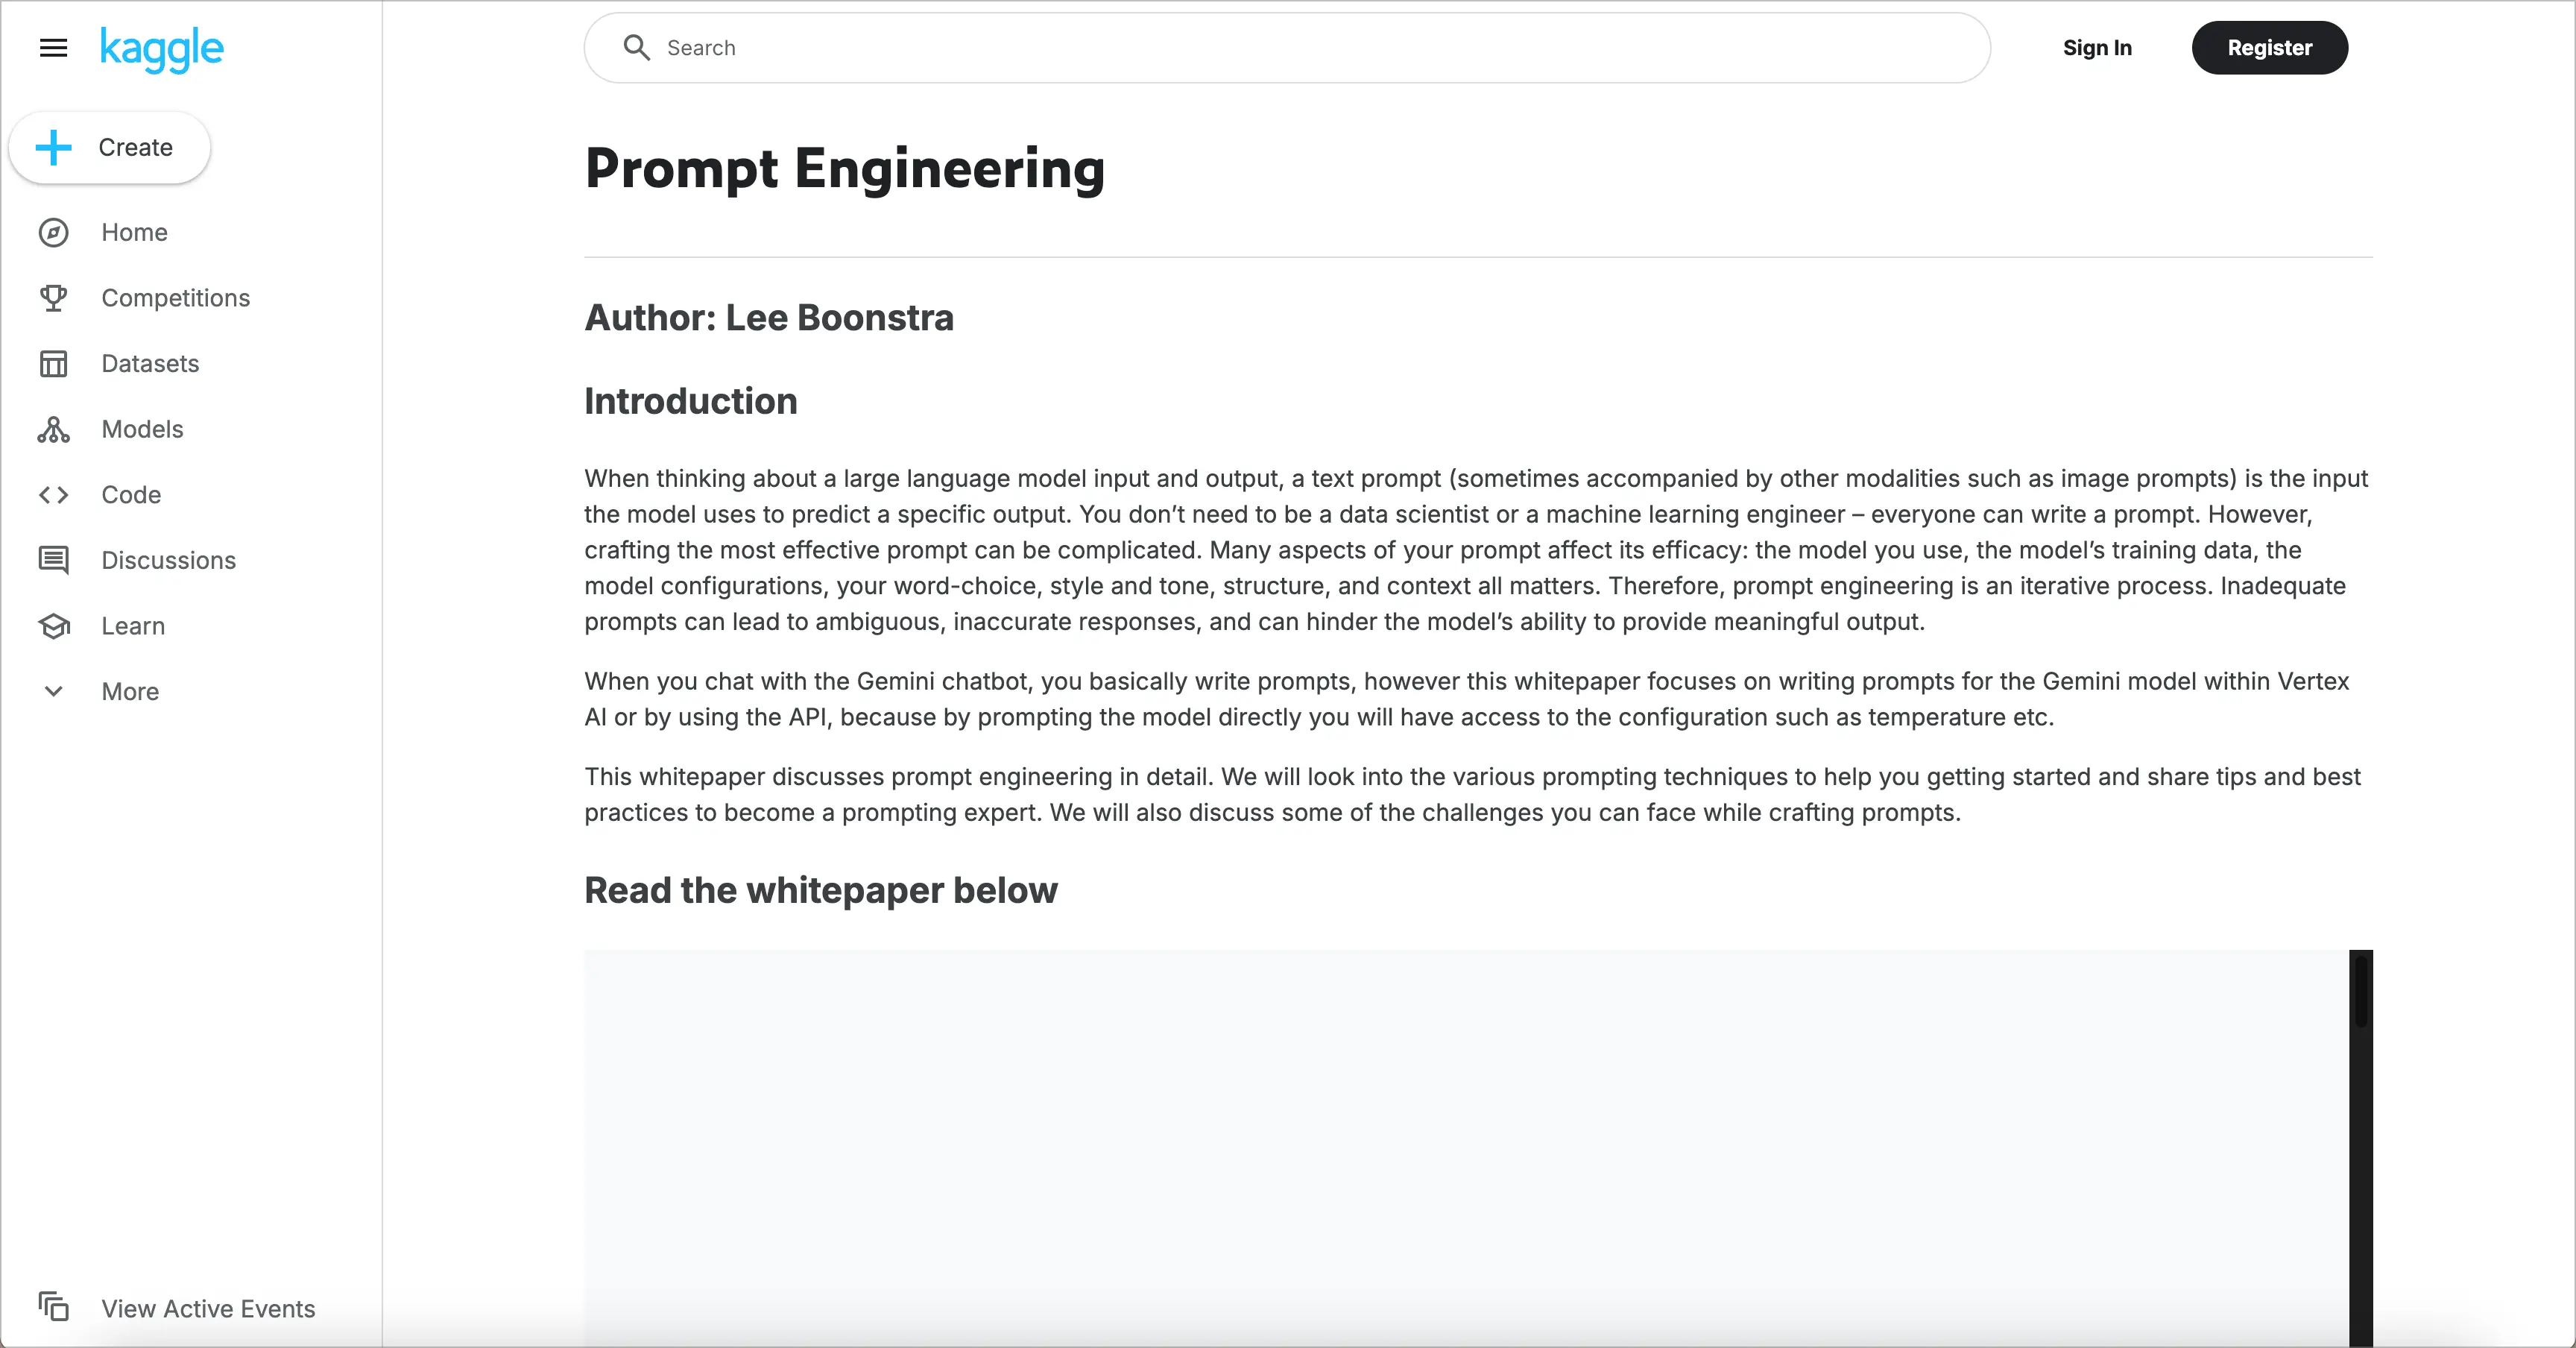 kaggle
Search
Sign In
Register
Create
Home
Competitions
Datasets
Models
Code
Discussions
Learn
More
View Active Events
Prompt Engineering
Author: Lee Boonstra
Introduction
When thinking about a large language model input and output, a text prompt (sometimes accompanied by other modalities such as image prompts) is the input
the model uses to predict a specific output. You don’t need to be a data scientist or a machine learning engineer – everyone can write a prompt. However,
crafting the most effective prompt can be complicated. Many aspects of your prompt affect its efficacy: the model you use, the model’s training data, the
model configurations, your word-choice, style and tone, structure, and context all matters. Therefore, prompt engineering is an iterative process. Inadequate
prompts can lead to ambiguous, inaccurate responses, and can hinder the model’s ability to provide meaningful output.
When you chat with the Gemini chatbot, you basically write prompts, however this whitepaper focuses on writing prompts for the Gemini model within Vertex
AI or by using the API, because by prompting the model directly you will have access to the configuration such as temperature etc.
This whitepaper discusses prompt engineering in detail. We will look into the various prompting techniques to help you getting started and share tips and best
practices to become a prompting expert. We will also discuss some of the challenges you can face while crafting prompts.
Read the whitepaper below